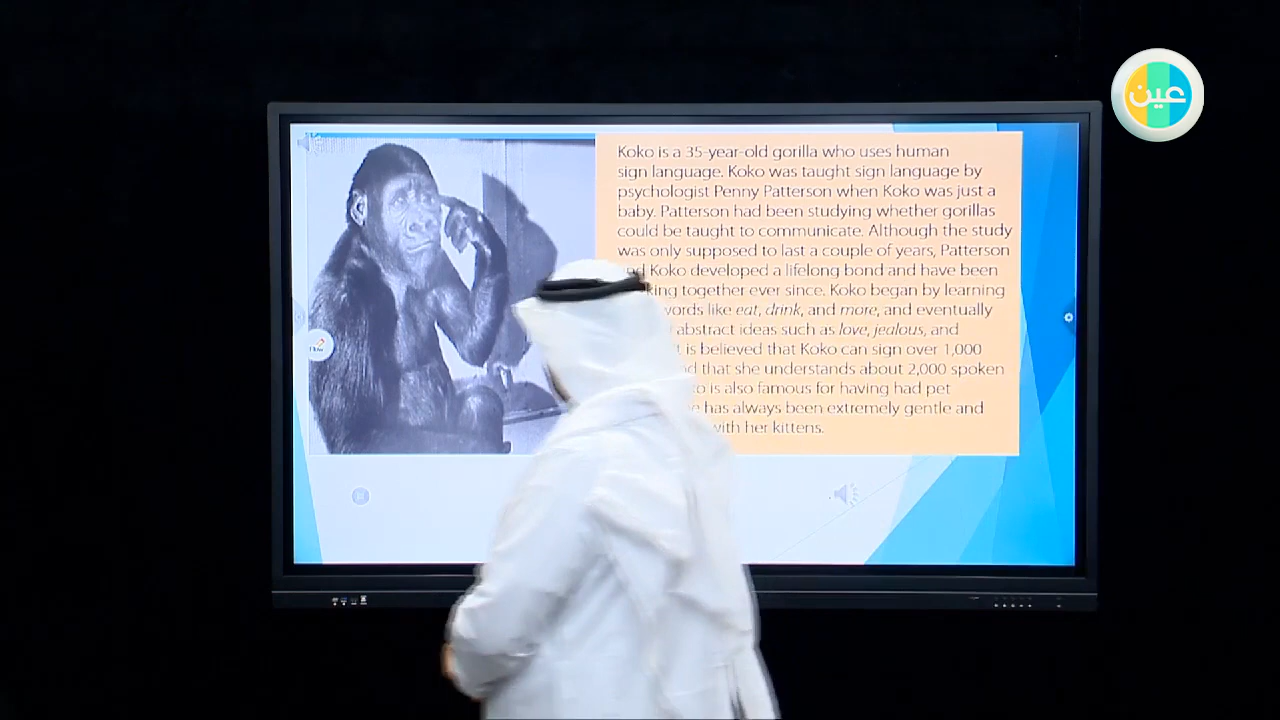 عين
Koko is a 35-year-old gorilla who uses human
sign language. Koko was taught sign language by
psychologist Penny Patterson when Koko was just a
baby. Patterson had been studying whether gorillas
could be taught to communicate. Although the study
was only supposed to last a couple of years, Patterson
Koko developed a lifelong bond and have been
together ever since. Koko began by learning
words like eat, drink, and more, and eventually
abstract ideas such as love, jealous, and
is believed that Koko can sign over 1,000
that she understands about 2,000 spoken
is also famous for having had pet
has always been extremely gentle and
with her kittens.